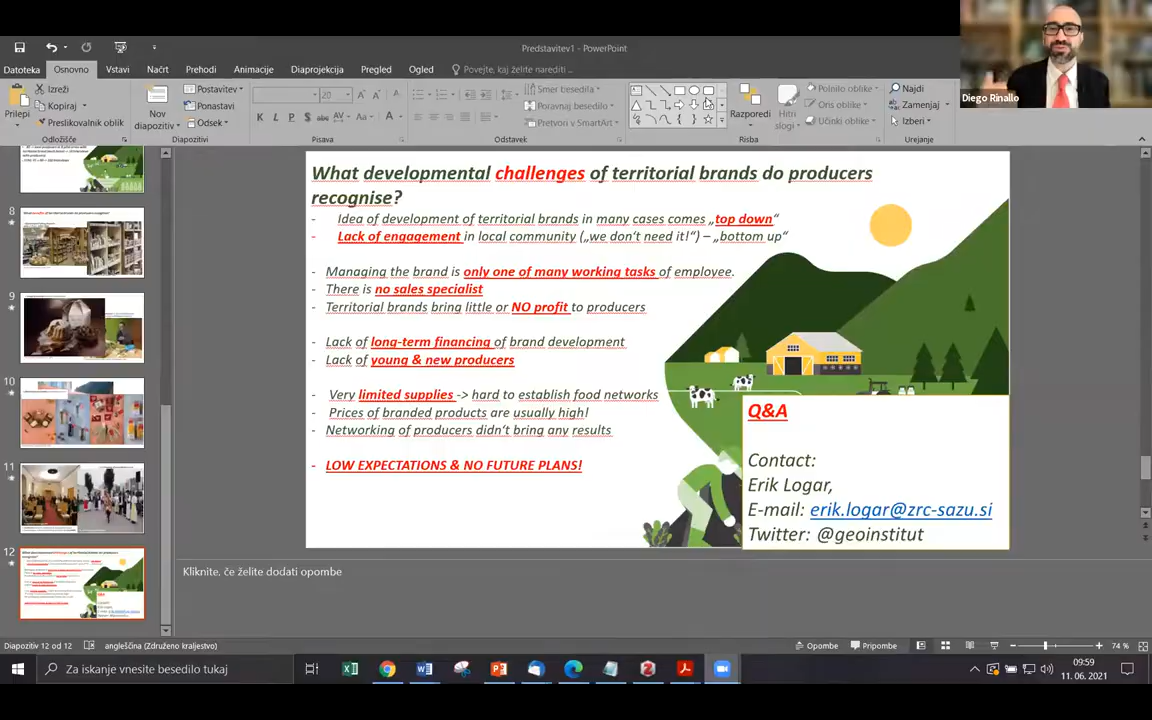 Predstavitev1 - PowerPoint
Diego Rinallo
Datoteka Osnovno Vstavi Načrt Prehodi Animacije Diaprojekcija Pregled Ogled Povejte, kaj želite narediti ...
Prilepi
Izreži
Kopiraj
Preslikovalnik oblik
Odložišče
Nov diapozitiv
Postavitev
Ponastavi
Odsek
Diapozitivi
20
Pisava
Smer besedila
Poravnaj besedilo
Pretvori v SmartArt
Odstavek
Razporedi
Hitri slogi
Polnilo oblike
Oris oblike
Učinki oblike
Risba
Najdi
Zamenjaj
Izberi
Urejanje
8
9
10
11
12
What developmental challenges of territorial brands do producers
recognise?
- Idea of development of territorial brands in many cases comes „top down“
- Lack of engagement in local community („we don't need it!“) – „bottom up“
- Managing the brand is only one of many working tasks of employee.
- There is no sales specialist
- Territorial brands bring little or NO profit to producers
- Lack of long-term financing of brand development
- Lack of young & new producers
- Very limited supplies -> hard to establish food networks
- Prices of branded products are usually high!
- Networking of producers didn't bring any results
- LOW EXPECTATIONS & NO FUTURE PLANS!
Q&A
Contact:
Erik Logar,
E-mail: erik.logar@zrc-sazu.si
Twitter: @geoinstitut
Kliknite, če želite dodati opombe
Diapozitiv 12 od 12 angleščina (Združeno kraljestvo) Opombe Pripombe 74 %
Za iskanje vnesite besedilo tukaj
09:59
11. 06. 2021